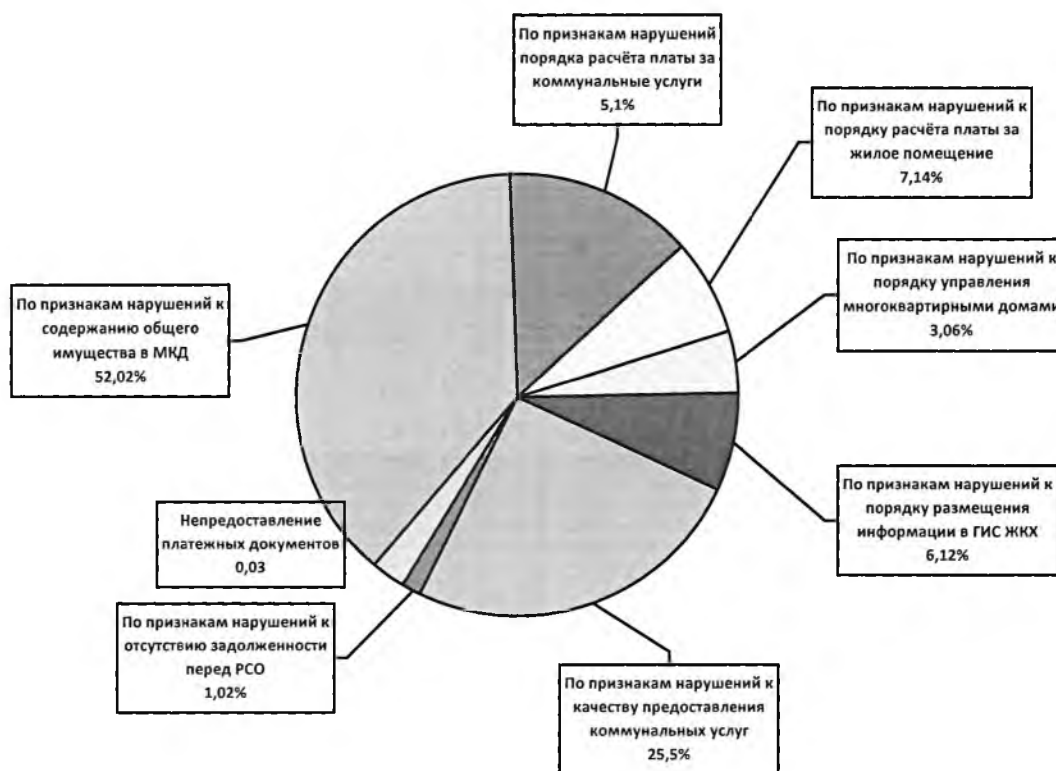 По признакам нарушений
порядка расчёта платы за
коммунальные услуги
5,1%
По признакам нарушений к
порядку расчёта платы за
жилое помещение
7,14%
По признакам нарушений к
порядку управления
многоквартирными домами
3,06%
По признакам нарушений к
содержанию общего
имущества в МКД
52,02%
По признакам нарушений к
порядку размещения
информации в ГИС ЖКХ
6,12%
Непредоставление
платежных документов
0,03
По признакам нарушений к
отсутствию задолженности
перед РСО
1,02%
По признакам нарушений к
качеству предоставления
коммунальных услуг
25,5%